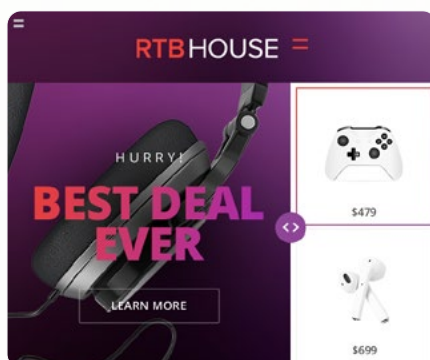 RTBHOUSE
HURRY!
BEST DEAL
EVER
LEARN MORE
$479
$699